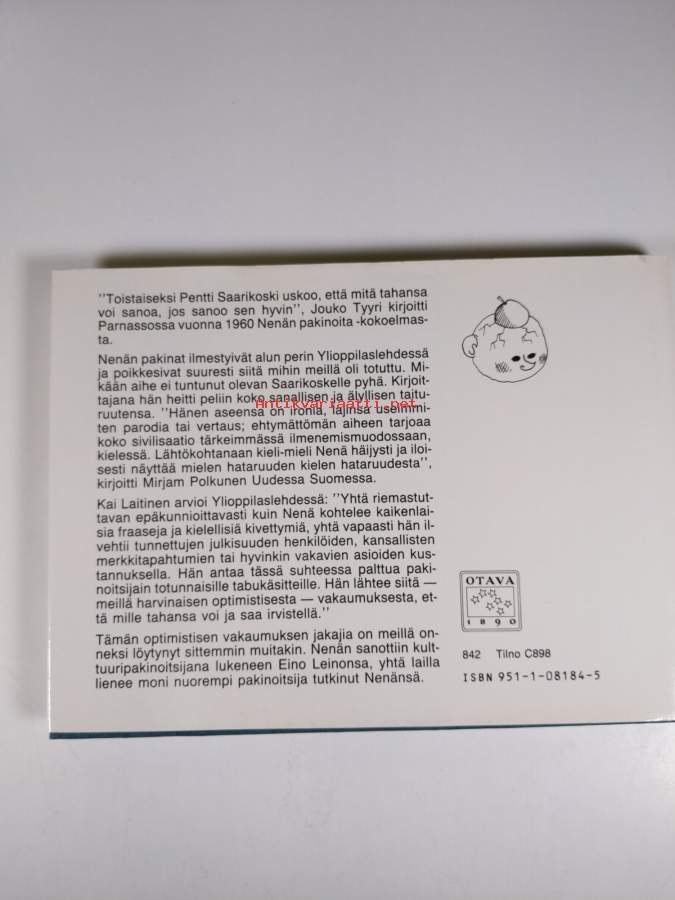 "Toistaiseksi Pentti Saarikoski uskoo, että mitä tahansa
voi sanoa, jos sanoo sen hyvin", Jouko Tyyri kirjoitti
Parnassossa vuonna 1960 Nenän pakinoita -kokoelmas-
ta.
Nenän pakinat ilmestyivät alun perin Ylioppilaslehdessä
ja poikkesivat suuresti siitä mihin meillä oli totuttu. Mi-
kään aihe ei tuntunut olevan Saarikoskelle pyhä. Kirjoit-
tajana hän heitti peliin koko sanallisen ja älyllisen taitu-
ruutensa. "Hänen aseensa on ironia, lajinsa useimmi-
Antikvariaatti.net
ten parodia tai vertaus; ehtymättömän aiheen tarjoaa
koko sivilisaatio tärkeimmässä ilmenemismuodossaan,
kielessä. Lähtökohtanaan kieli-mieli Nenä häijysti ja iloi-
sesti näyttää mielen hataruuden kielen hataruudesta",
kirjoitti Mirjam Polkunen Uudessa Suomessa.
Kai Laitinen arvioi Ylioppilaslehdessä: "Yhtä riemastut-
tavan epäkunnioittavasti kuin Nenä kohtelee kaikenlai-
sia fraaseja ja kielellisiä kivettymiä, yhtä vapaasti hän il-
vehtii tunnettujen julkisuuden henkilöiden, kansallisten
merkkitapahtumien tai hyvinkin vakavien asioiden kus-
tannuksella. Hän antaa tässä suhteessa palttua paki-
noitsijain totunnaisille tabukäsitteille. Hän lähtee siitä —
meillä harvinaisen optimistisesta — vakaumuksesta, et-
tä mille tahansa voi ja saa irvistellä."
Tämän optimistisen vakaumuksen jakajia on meillä on-
neksi löytynyt sittemmin muitakin. Nenän sanottiin kult-
tuuripakinoitsijana lukeneen Eino Leinonsa, yhtä lailla
lienee moni nuorempi pakinoitsija tutkinut Nenänsä.
OTAVA
1890
842 Tilno C898
ISBN 951-1-08184-5